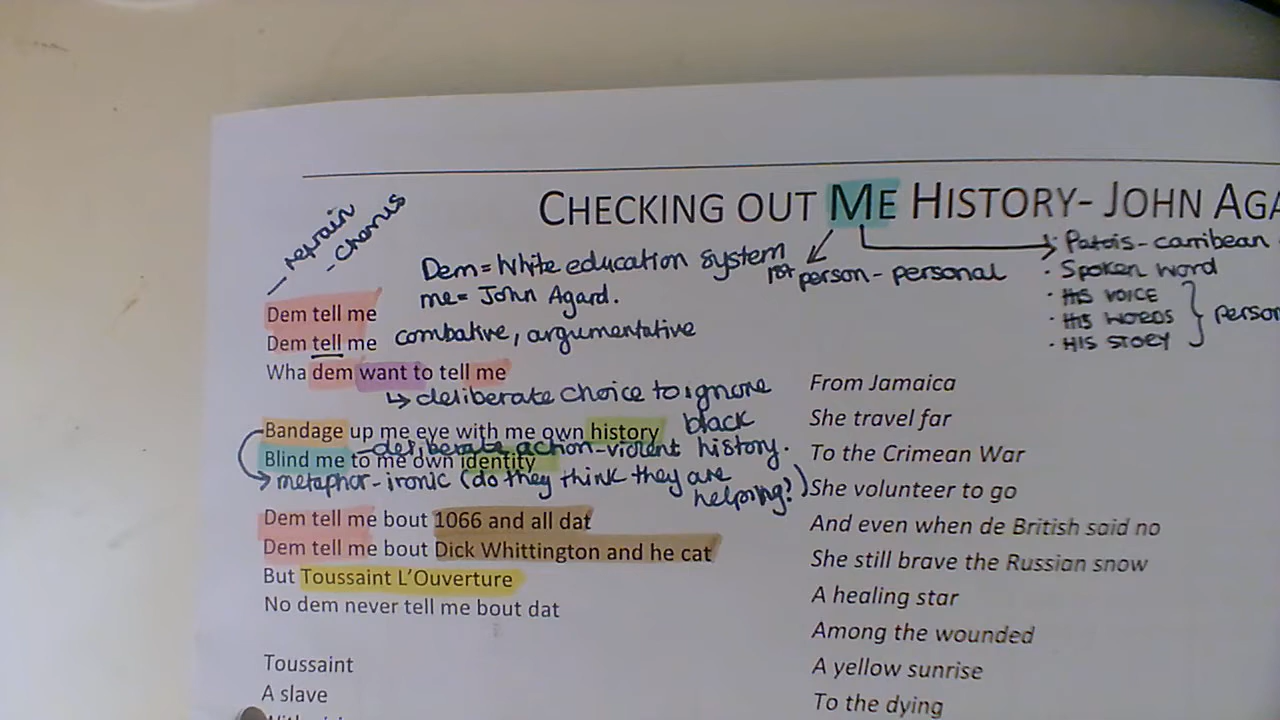 CHECKING OUT ME HISTORY- JOHN AGA
- refrain
- chorus
Dem = White education system
me = John Agard.
1st person - personal
Patois - carribean
· Spoken word
· HIS VOICE
· HIS WORDS
· HIS STORY
person
Dem tell me
Dem tell me
combative, argumentative
Wha dem want to tell me
↳ deliberate choice to ignore
black
history.
Bandage up me eye with me own history
- deliberate action - violent
Blind me to me own identity
→ metaphor - ironic (do they think they are
helping?)
Dem tell me bout 1066 and all dat
Dem tell me bout Dick Whittington and he cat
But Toussaint L’Ouverture
No dem never tell me bout dat
Toussaint
A slave
From Jamaica
She travel far
To the Crimean War
She volunteer to go
And even when de British said no
She still brave the Russian snow
A healing star
Among the wounded
A yellow sunrise
To the dying